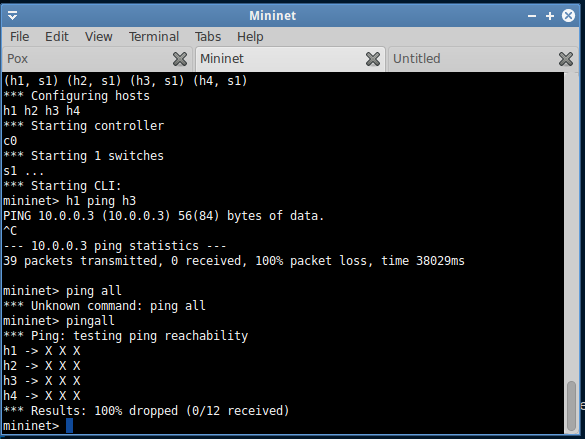 Mininet
File Edit View Terminal Tabs Help
Pox Mininet Untitled
(h1, s1) (h2, s1) (h3, s1) (h4, s1)
*** Configuring hosts
h1 h2 h3 h4
*** Starting controller
c0
*** Starting 1 switches
s1 ...
*** Starting CLI:
mininet> h1 ping h3
PING 10.0.0.3 (10.0.0.3) 56(84) bytes of data.
^C
--- 10.0.0.3 ping statistics ---
39 packets transmitted, 0 received, 100% packet loss, time 38029ms
mininet> ping all
*** Unknown command: ping all
mininet> pingall
*** Ping: testing ping reachability
h1 -> X X X
h2 -> X X X
h3 -> X X X
h4 -> X X X
*** Results: 100% dropped (0/12 received)
mininet>